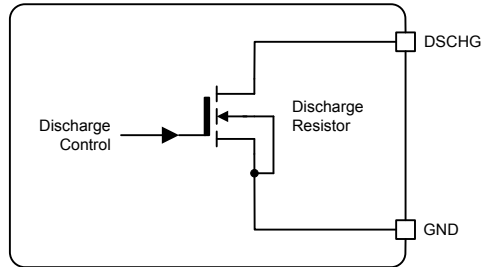 DSCHG
Discharge
Control
Discharge
Resistor
GND